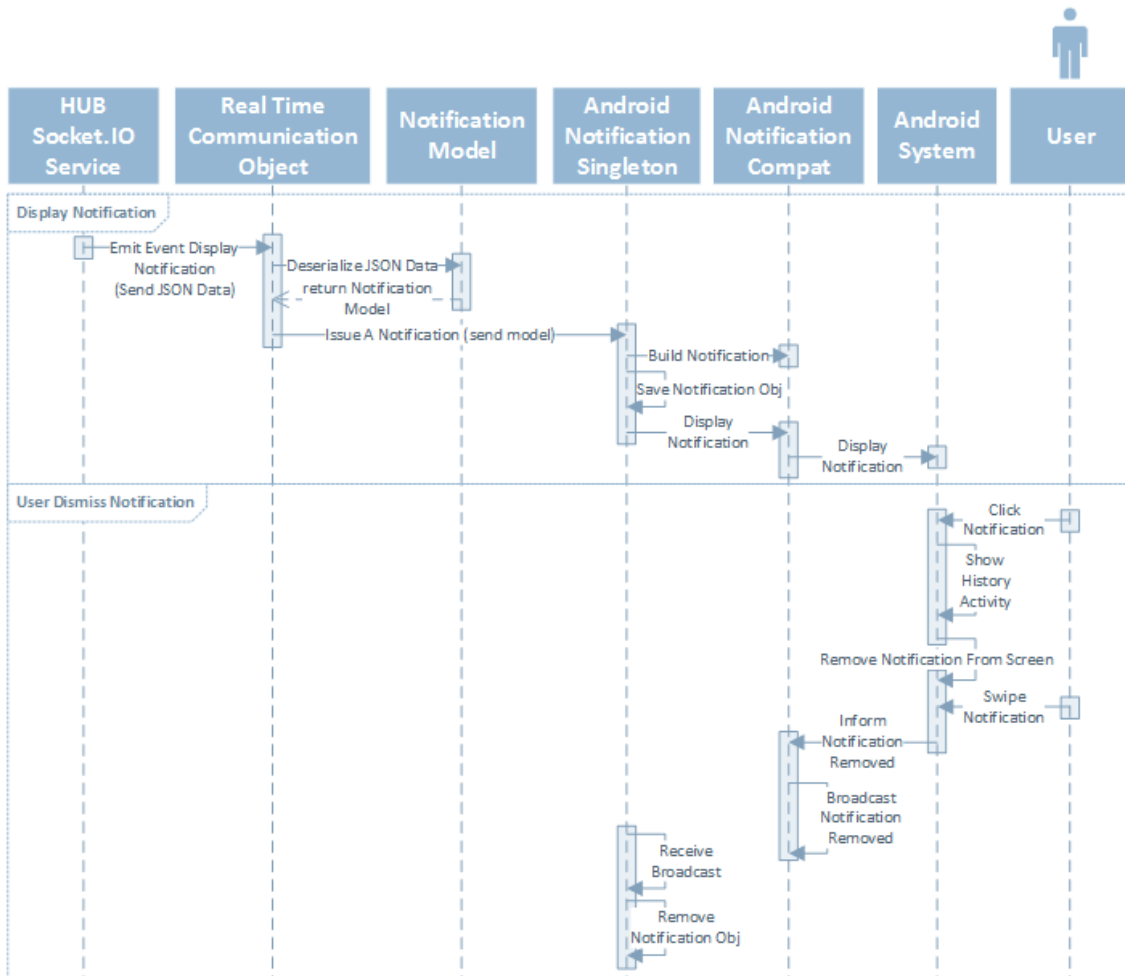 HUB
Socket.IO
Service
Real Time
Communication
Object
Notification
Model
Android
Notification
Singleton
Android
Notification
Compat
Android
System
User
Display Notification
Emit Event Display
Notification
(Send JSON Data)
Deserialize JSON Data
return Notification
Model
Issue A Notification (send model)
Build Notification
Save Notification Obj
Display
Notification
Display
Notification
User Dismiss Notification
Click
Notification
Show
History
Activity
Remove Notification From Screen
Swipe
Notification
Inform
Notification
Removed
Broadcast
Notification
Removed
Receive
Broadcast
Remove
Notification Obj